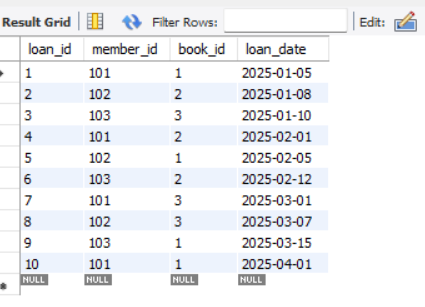 Result Grid Filter Rows: Edit:
loan_id member_id book_id loan_date
1 101 1 2025-01-05
2 102 2 2025-01-08
3 103 3 2025-01-10
4 101 2 2025-02-01
5 102 1 2025-02-05
6 103 2 2025-02-12
7 101 3 2025-03-01
8 102 3 2025-03-07
9 103 1 2025-03-15
10 101 1 2025-04-01
NULL NULL NULL NULL